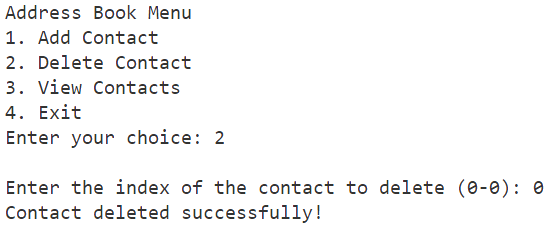 Address Book Menu
1. Add Contact
2. Delete Contact
3. View Contacts
4. Exit
Enter your choice: 2
Enter the index of the contact to delete (0-0): 0
Contact deleted successfully!